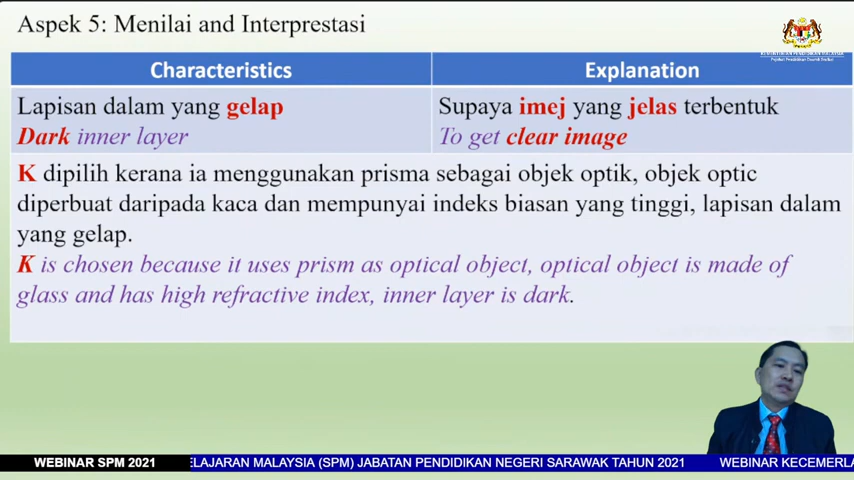 Aspek 5: Menilai and Interprestasi
Characteristics
Explanation
Lapisan dalam yang gelap
Dark inner layer
Supaya imej yang jelas terbentuk
To get clear image
K dipilih kerana ia menggunakan prisma sebagai objek optik, objek optic
diperbuat daripada kaca dan mempunyai indeks biasan yang tinggi, lapisan dalam
yang gelap.
K is chosen because it uses prism as optical object, optical object is made of
glass and has high refractive index, inner layer is dark.
WEBINAR SPM 2021
ELAJARAN MALAYSIA (SPM) JABATAN PENDIDIKAN NEGERI SARAWAK TAHUN 2021
WEBINAR KECEMERLA